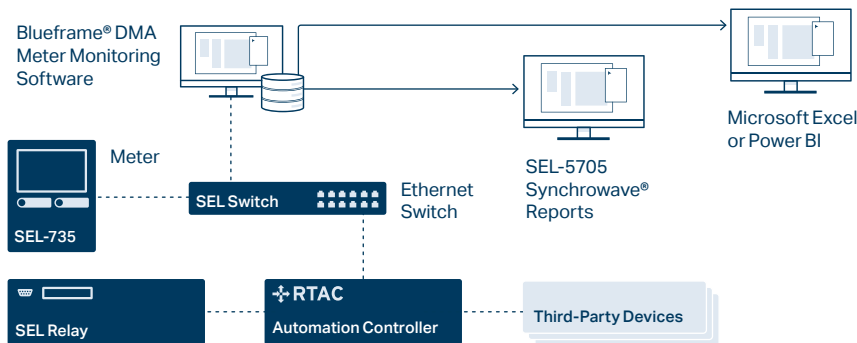 Blueframe® DMA
Meter Monitoring
Software
Microsoft Excel
or Power BI
Meter
SEL-5705
Synchrowave®
Reports
SEL Switch
Ethernet
Switch
SEL-735
RTAC
Automation Controller
SEL Relay
Third-Party Devices